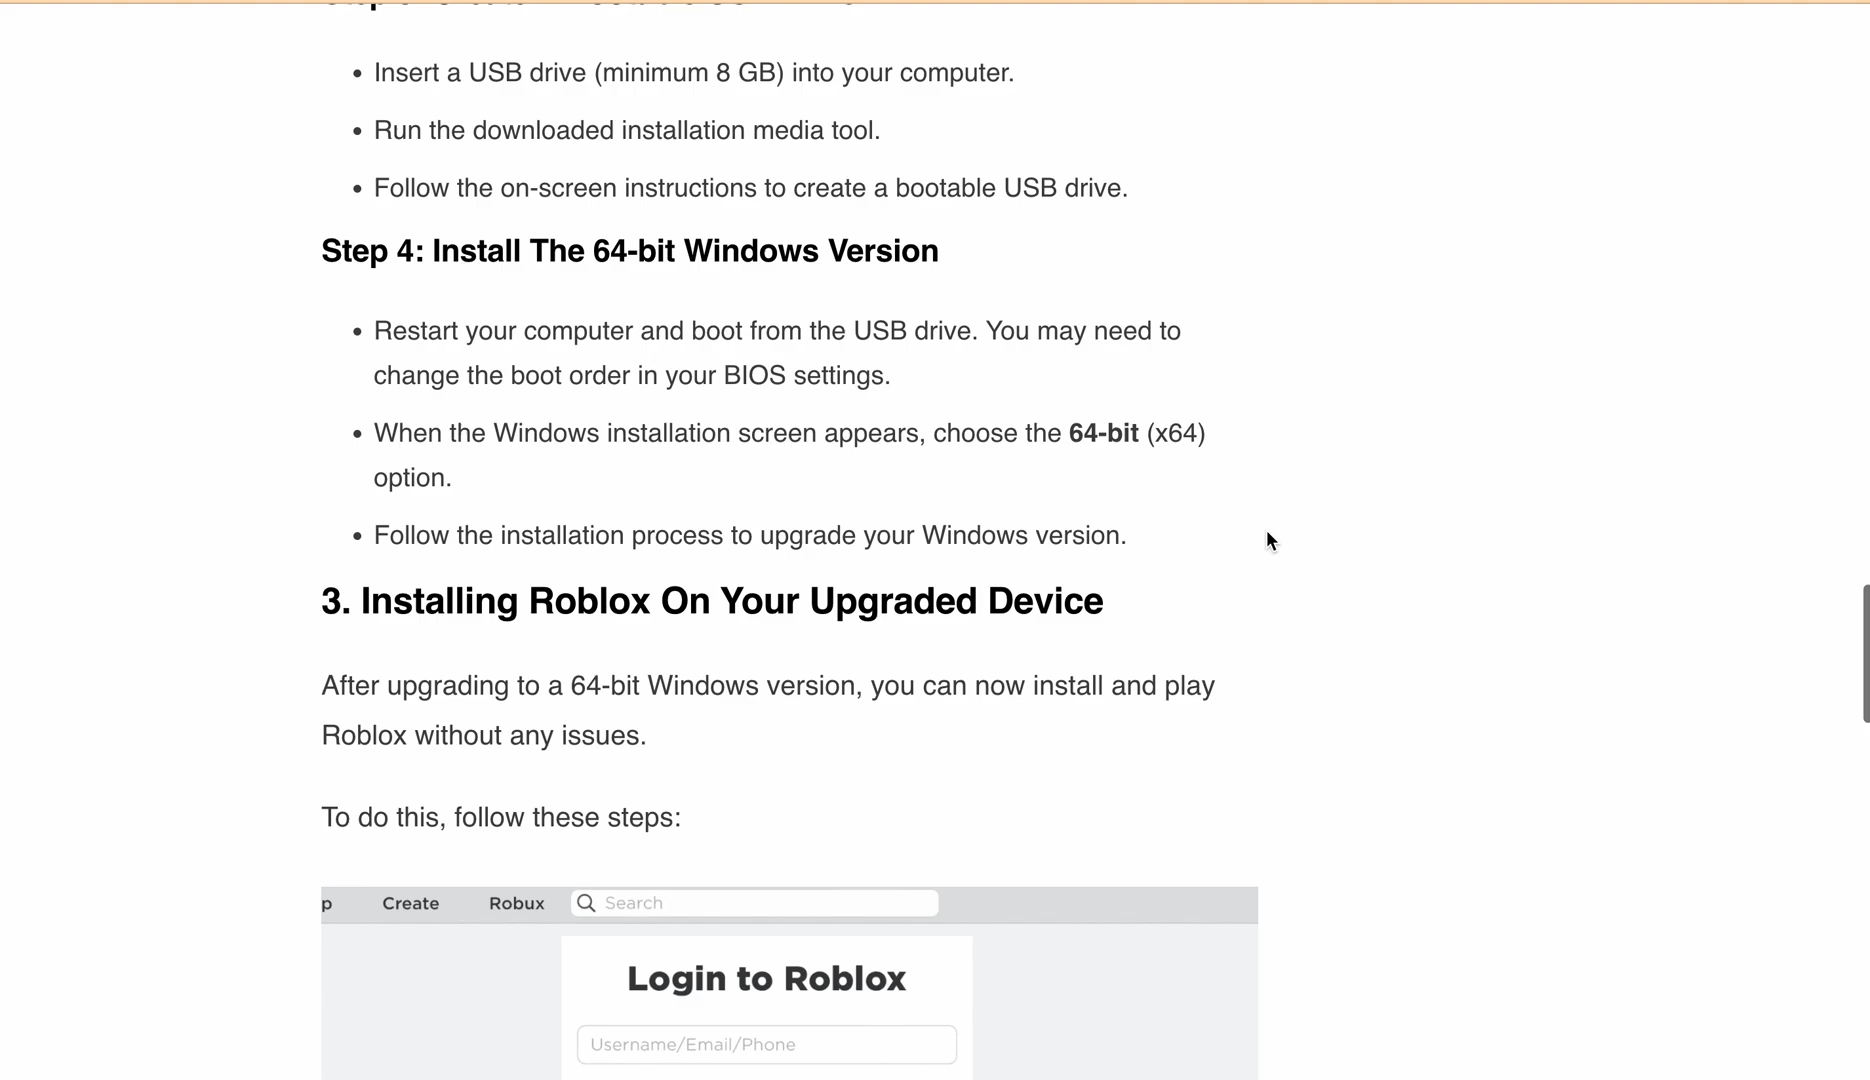 Insert a USB drive (minimum 8 GB) into your computer.
Run the downloaded installation media tool.
Follow the on-screen instructions to create a bootable USB drive.
Step 4: Install The 64-bit Windows Version
Restart your computer and boot from the USB drive. You may need to
change the boot order in your BIOS settings.
When the Windows installation screen appears, choose the 64-bit (x64)
option.
Follow the installation process to upgrade your Windows version.
3. Installing Roblox On Your Upgraded Device
After upgrading to a 64-bit Windows version, you can now install and play
Roblox without any issues.
To do this, follow these steps:
p Create Robux Search
Login to Roblox
Username/Email/Phone